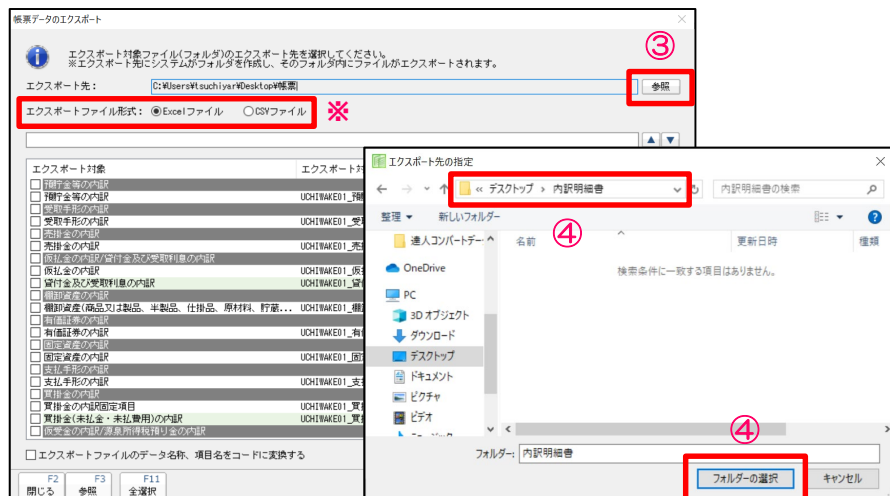 帳票データのエクスポート
エクスポート対象ファイル(フォルダ)のエクスポート先を選択してください。
※エクスポート先にシステムがフォルダを作成し、そのフォルダ内にファイルがエクスポートされます。
③
エクスポート先： C:¥Users¥tsuchiyar¥Desktop¥帳票 参照
エクスポートファイル形式： Excelファイル CSVファイル ※
エクスポート対象 エクスポート対
預貯金等の内訳
預貯金等の内訳 UCHIWAKE01_預
受取手形の内訳
受取手形の内訳 UCHIWAKE01_受
売掛金の内訳
売掛金の内訳 UCHIWAKE01_売
仮払金の内訳/貸付金及び受取利息の内訳
仮払金の内訳 UCHIWAKE01_仮
貸付金及び受取利息の内訳 UCHIWAKE01_貸
棚卸資産の内訳
棚卸資産(商品又は製品、半製品、仕掛品、原材料、貯蔵... UCHIWAKE01_棚
有価証券の内訳
有価証券の内訳 UCHIWAKE01_有
固定資産の内訳
固定資産の内訳 UCHIWAKE01_固
支払手形の内訳
支払手形の内訳 UCHIWAKE01_支
買掛金の内訳
買掛金の内訳固定項目 UCHIWAKE01_買
買掛金(未払金・未払費用)の内訳 UCHIWAKE01_買
仮受金の内訳/源泉所得税預り金の内訳
エクスポートファイルのデータ名称、項目名をコードに変換する
F2 F3 F11
閉じる 参照 全選択
エクスポート先の指定
« デスクトップ › 内訳明細書 内訳明細書の検索
整理 新しいフォルダー ④
達人コンバートデー 名前 更新日時 種類
検索条件に一致する項目はありません。
OneDrive
PC
3D オブジェクト
ダウンロード
デスクトップ
ドキュメント
ピクチャ
ビデオ
④
フォルダー: 内訳明細書
フォルダーの選択 キャンセル